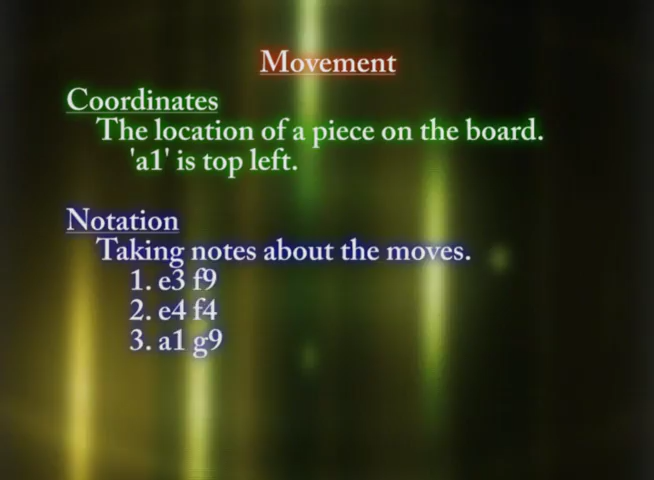 Movement
Coordinates
The location of a piece on the board.
'a1' is top left.
Notation
Taking notes about the moves.
1. e3 f9
2. e4 f4
3. a1 g9